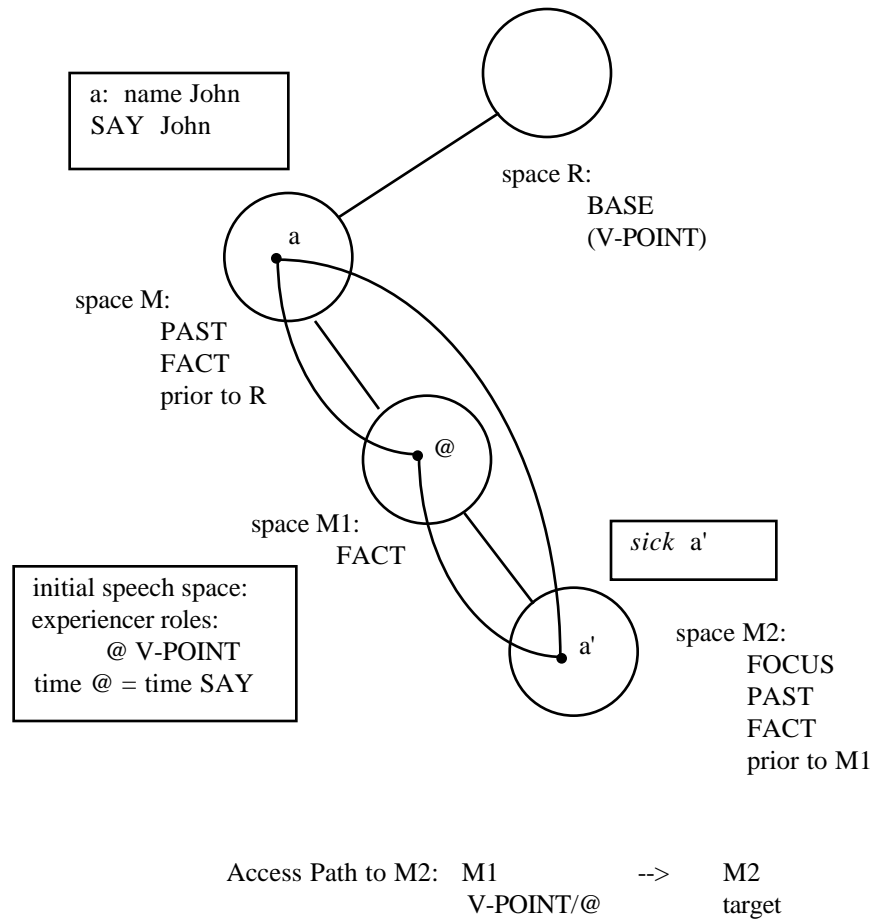 a: name John
SAY John
space R:
BASE
(V-POINT)
a
space M:
PAST
FACT
prior to R
@
space M1:
FACT
sick a'
initial speech space:
experiencer roles:
@ V-POINT
time @ = time SAY
a'
space M2:
FOCUS
PAST
FACT
prior to M1
Access Path to M2: M1 --> M2
V-POINT/@ target